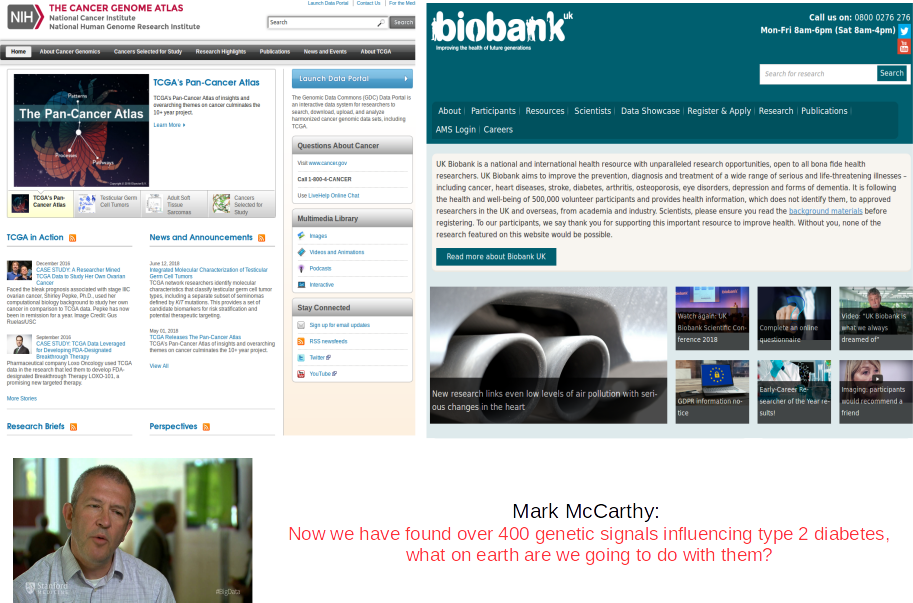 Launch Data Portal | Contact Us | For the Med
NIH
THE CANCER GENOME ATLAS
National Cancer Institute
National Human Genome Research Institute
Search
Search
Home
About Cancer Genomics
Cancers Selected for Study
Research Highlights
Publications
News and Events
About TCGA
Patterns
The Pan-Cancer Atlas
Processes
Pathways
TCGA's Pan-Cancer Atlas
TCGA's Pan-Cancer Atlas of insights and
overarching themes on cancer culminates the
10+ year project.
Learn More
TCGA's Pan-
Cancer Atlas
Testicular Germ
Cell Tumors
Adult Soft
Tissue
Sarcomas
Cancers
Selected for
Study
TCGA in Action
December 2016
CASE STUDY: A Researcher Mined
TCGA Data to Study Her Own Ovarian
Cancer
Faced the bleak prognosis associated with stage IIIC
ovarian cancer, Shirley Pepke, Ph.D., used her
computational biology background to study her own
cancer in comparison to TCGA data. Pepke has now
been in remission for a year. Image Credit: Gus
Ruelas/USC
September 2016
CASE STUDY: TCGA Data Leveraged
for Developing FDA-Designated
Breakthrough Therapy
Pharmaceutical company Loxo Oncology used TCGA
data in the research that led them to develop FDA-
designated Breakthrough Therapy LOXO-101, a
promising new targeted therapy.
More Stories
News and Announcements
June 12, 2018
Integrated Molecular Characterization of Testicular
Germ Cell Tumors
TCGA network researchers identify molecular
characteristics that classify testicular germ cell tumor
types, including a separate subset of seminomas
defined by KIT mutations. This provides a set of
candidate biomarkers for risk stratification and
potential therapeutic targeting.
May 01, 2018
TCGA Releases The Pan-Cancer Atlas
TCGA's Pan-Cancer Atlas of insights and overarching
themes on cancer culminates the 10+ year project.
View All
Research Briefs
Perspectives
Launch Data Portal
The Genomic Data Commons (GDC) Data Portal is
an interactive data system for researchers to
search, download, upload, and analyze
harmonized cancer genomic data sets, including
TCGA.
Questions About Cancer
Visit www.cancer.gov
Call 1-800-4-CANCER
Use LiveHelp Online Chat
Multimedia Library
Images
Videos and Animations
Podcasts
Interactive
Stay Connected
Sign up for email updates
RSS newsfeeds
Twitter
YouTube
biobank uk
Improving the health of future generations
Call us on: 0800 0276 276
Mon-Fri 8am-6pm (Sat 8am-4pm)
Search for research
Search
About | Participants | Resources | Scientists | Data Showcase | Register & Apply | Research | Publications |
AMS Login | Careers
UK Biobank is a national and international health resource with unparalleled research opportunities, open to all bona fide health
researchers. UK Biobank aims to improve the prevention, diagnosis and treatment of a wide range of serious and life-threatening illnesses –
including cancer, heart diseases, stroke, diabetes, arthritis, osteoporosis, eye disorders, depression and forms of dementia. It is following
the health and well-being of 500,000 volunteer participants and provides health information, which does not identify them, to approved
researchers in the UK and overseas, from academia and industry. Scientists, please ensure you read the background materials before
registering. To our participants, we say thank you for supporting this important resource to improve health. Without you, none of the
research featured on this website would be possible.
Read more about Biobank UK
New research links even low levels of air pollution with seri-
ous changes in the heart
Watch again: UK
Biobank Scientific Con-
ference 2018
Complete an online
questionnaire
Video: "UK Biobank is
what we always
dreamed of"
GDPR information no-
tice
Early-Career Re-
searcher of the Year re-
sults!
Imaging: participants
would recommend a
friend
Stanford
MEDICINE
#BigData
Mark McCarthy:
Now we have found over 400 genetic signals influencing type 2 diabetes,
what on earth are we going to do with them?